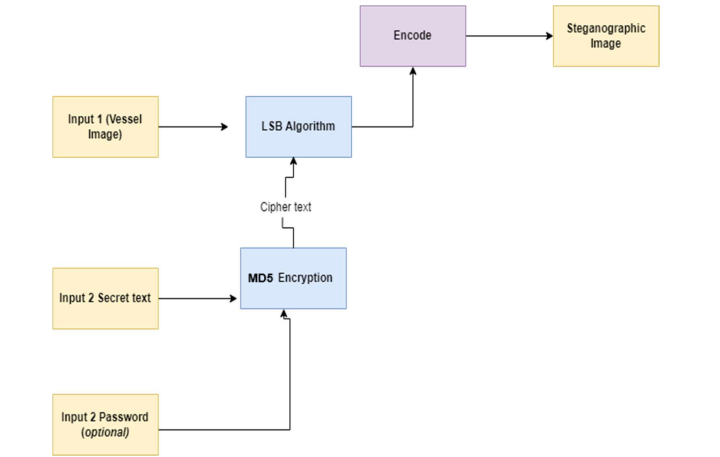 Encode
Steganographic
Image
Input 1 (Vessel
Image)
LSB Algorithm
Cipher text
MD5 Encryption
Input 2 Secret text
Input 2 Password
(optional)